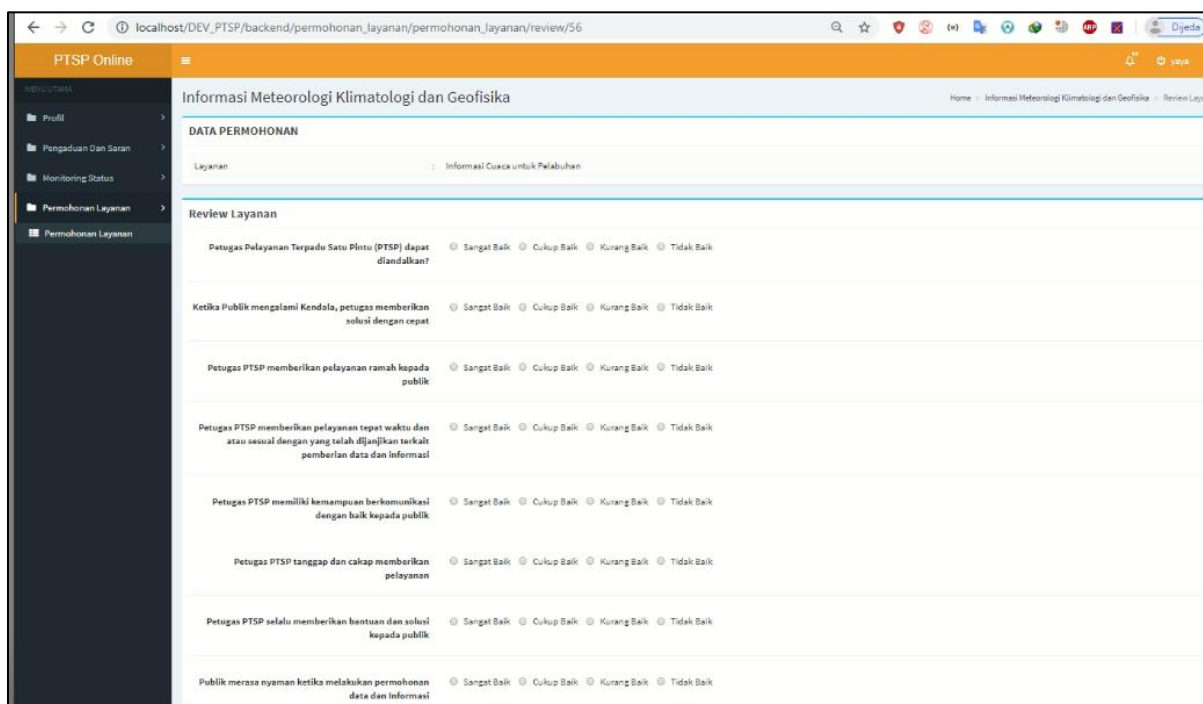 localhost/DEV_PTSP/backend/permohonan_layanan/permohonan_layanan/review/56
Dijeda
PTSP Online
yaya
MENU UTAMA
Profil
Pengaduan Dan Saran
Monitoring Status
Permohonan Layanan
Permohonan Layanan
Informasi Meteorologi Klimatologi dan Geofisika
Home > Informasi Meteorologi Klimatologi dan Geofisika > Review Laya
DATA PERMOHONAN
Layanan : Informasi Cuaca untuk Pelabuhan
Review Layanan
Petugas Pelayanan Terpadu Satu Pintu (PTSP) dapat Sangat Baik Cukup Baik Kurang Baik Tidak Baik
diandalkan?
Ketika Publik mengalami Kendala, petugas memberikan Sangat Baik Cukup Baik Kurang Baik Tidak Baik
solusi dengan cepat
Petugas PTSP memberikan pelayanan ramah kepada Sangat Baik Cukup Baik Kurang Baik Tidak Baik
publik
Petugas PTSP memberikan pelayanan tepat waktu dan Sangat Baik Cukup Baik Kurang Baik Tidak Baik
atau sesuai dengan yang telah dijanjikan terkait
pemberian data dan informasi
Petugas PTSP memiliki kemampuan berkomunikasi Sangat Baik Cukup Baik Kurang Baik Tidak Baik
dengan baik kepada publik
Petugas PTSP tanggap dan cakap memberikan Sangat Baik Cukup Baik Kurang Baik Tidak Baik
pelayanan
Petugas PTSP selalu memberikan bantuan dan solusi Sangat Baik Cukup Baik Kurang Baik Tidak Baik
kepada publik
Publik merasa nyaman ketika melakukan permohonan Sangat Baik Cukup Baik Kurang Baik Tidak Baik
data dan Informasi